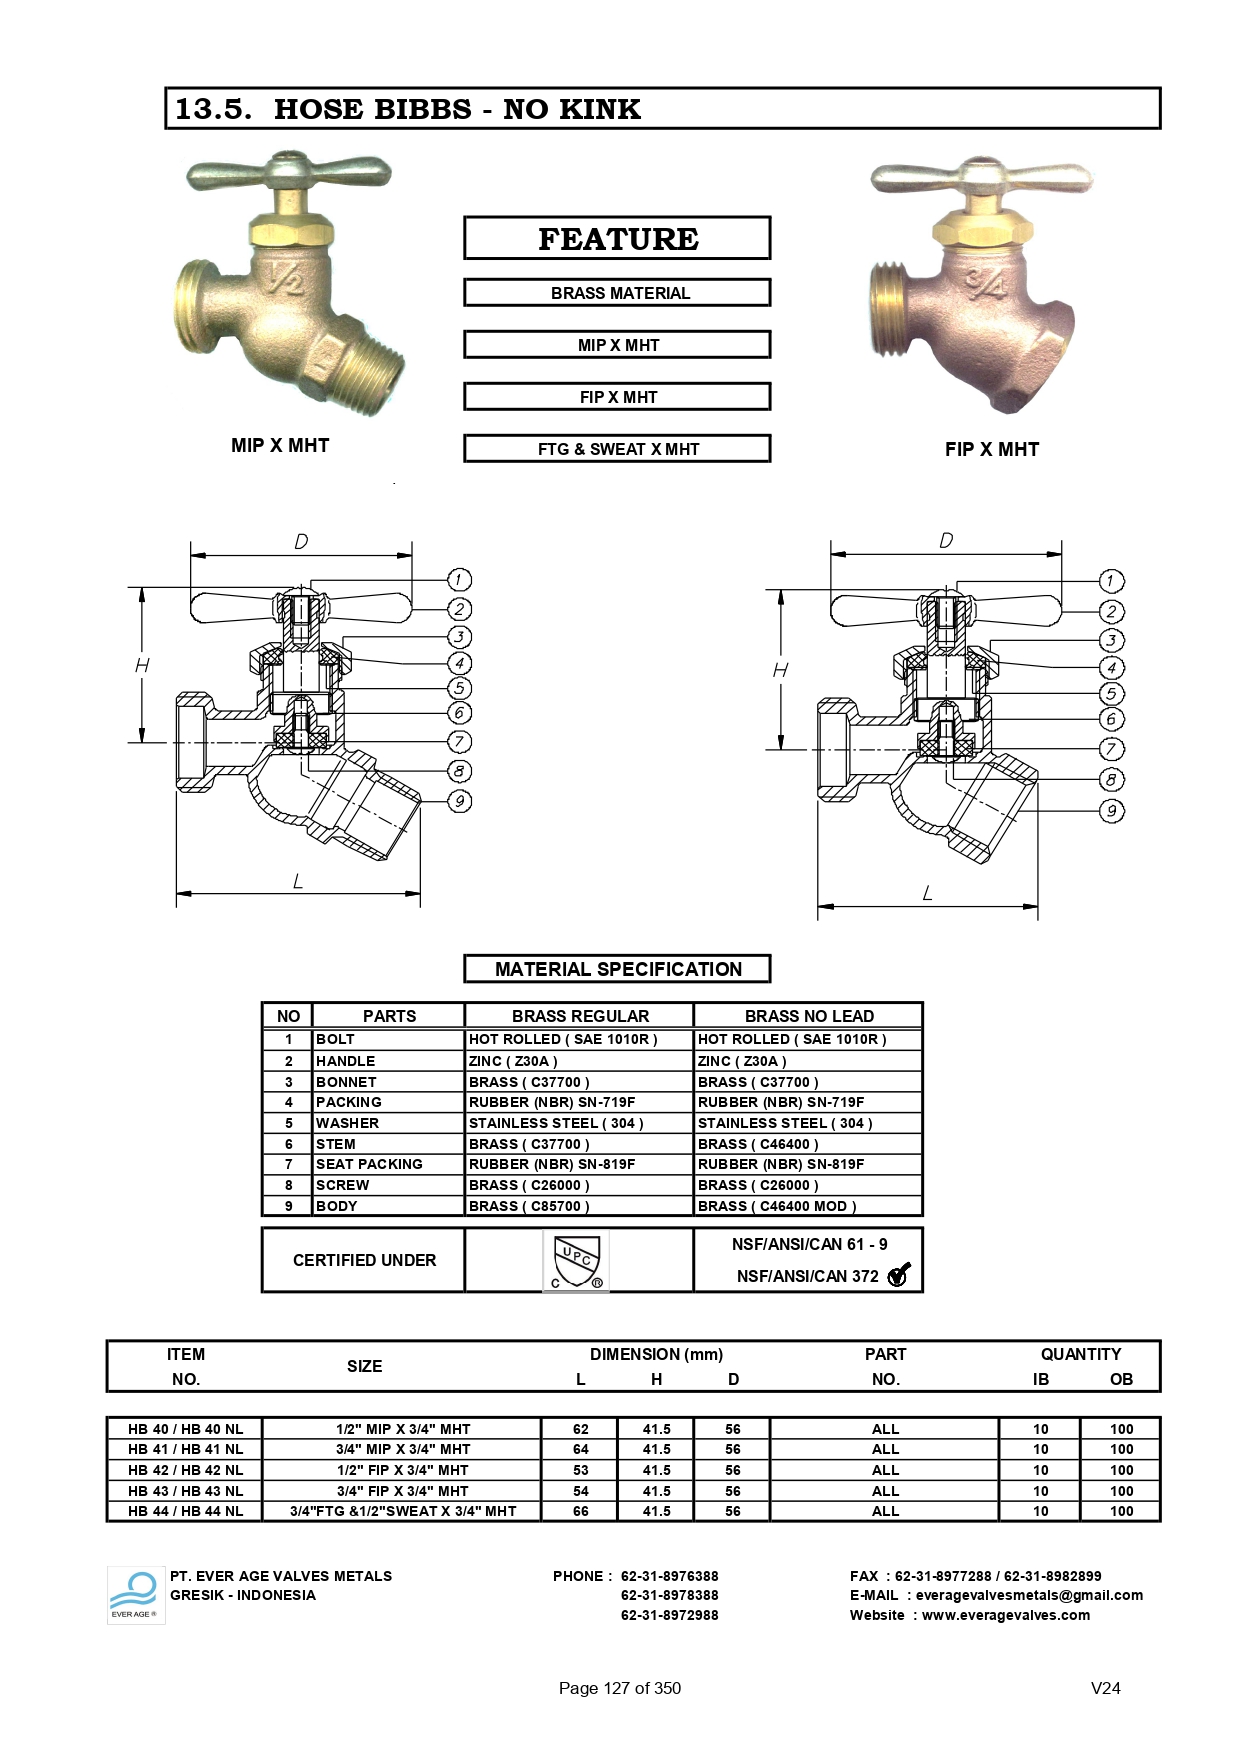 13.5. HOSE BIBBS - NO KINK
1/2
3/4
FEATURE
BRASS MATERIAL
MIP X MHT
FIP X MHT
FTG & SWEAT X MHT
MIP X MHT
FIP X MHT
D
H
L
1
2
3
4
5
6
7
8
9
D
H
L
1
2
3
4
5
6
7
8
9
MATERIAL SPECIFICATION
NO PARTS BRASS REGULAR BRASS NO LEAD
1 BOLT HOT ROLLED ( SAE 1010R ) HOT ROLLED ( SAE 1010R )
2 HANDLE ZINC ( Z30A ) ZINC ( Z30A )
3 BONNET BRASS ( C37700 ) BRASS ( C37700 )
4 PACKING RUBBER (NBR) SN-719F RUBBER (NBR) SN-719F
5 WASHER STAINLESS STEEL ( 304 ) STAINLESS STEEL ( 304 )
6 STEM BRASS ( C37700 ) BRASS ( C46400 )
7 SEAT PACKING RUBBER (NBR) SN-819F RUBBER (NBR) SN-819F
8 SCREW BRASS ( C26000 ) BRASS ( C26000 )
9 BODY BRASS ( C85700 ) BRASS ( C46400 MOD )
CERTIFIED UNDER
UPC
C ®
NSF/ANSI/CAN 61 - 9
NSF/ANSI/CAN 372
ITEM SIZE DIMENSION (mm) PART QUANTITY
NO. L H D NO. IB OB
HB 40 / HB 40 NL 1/2" MIP X 3/4" MHT 62 41.5 56 ALL 10 100
HB 41 / HB 41 NL 3/4" MIP X 3/4" MHT 64 41.5 56 ALL 10 100
HB 42 / HB 42 NL 1/2" FIP X 3/4" MHT 53 41.5 56 ALL 10 100
HB 43 / HB 43 NL 3/4" FIP X 3/4" MHT 54 41.5 56 ALL 10 100
HB 44 / HB 44 NL 3/4"FTG &1/2"SWEAT X 3/4" MHT 66 41.5 56 ALL 10 100
EVER AGE ®
PT. EVER AGE VALVES METALS
GRESIK - INDONESIA
PHONE : 62-31-8976388
62-31-8978388
62-31-8972988
FAX : 62-31-8977288 / 62-31-8982899
E-MAIL : everagevalvesmetals@gmail.com
Website : www.everagevalves.com
Page 127 of 350
V24